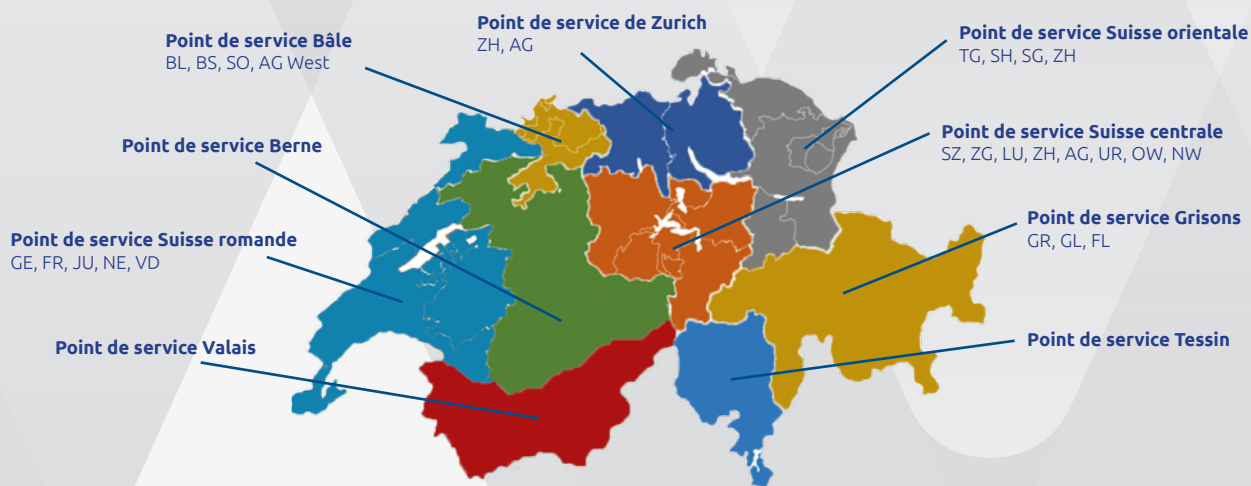 Point de service de Zurich
ZH, AG
Point de service Bâle
BL, BS, SO, AG West
Point de service Suisse orientale
TG, SH, SG, ZH
Point de service Berne
Point de service Suisse centrale
SZ, ZG, LU, ZH, AG, UR, OW, NW
Point de service Suisse romande
GE, FR, JU, NE, VD
Point de service Grisons
GR, GL, FL
Point de service Valais
Point de service Tessin